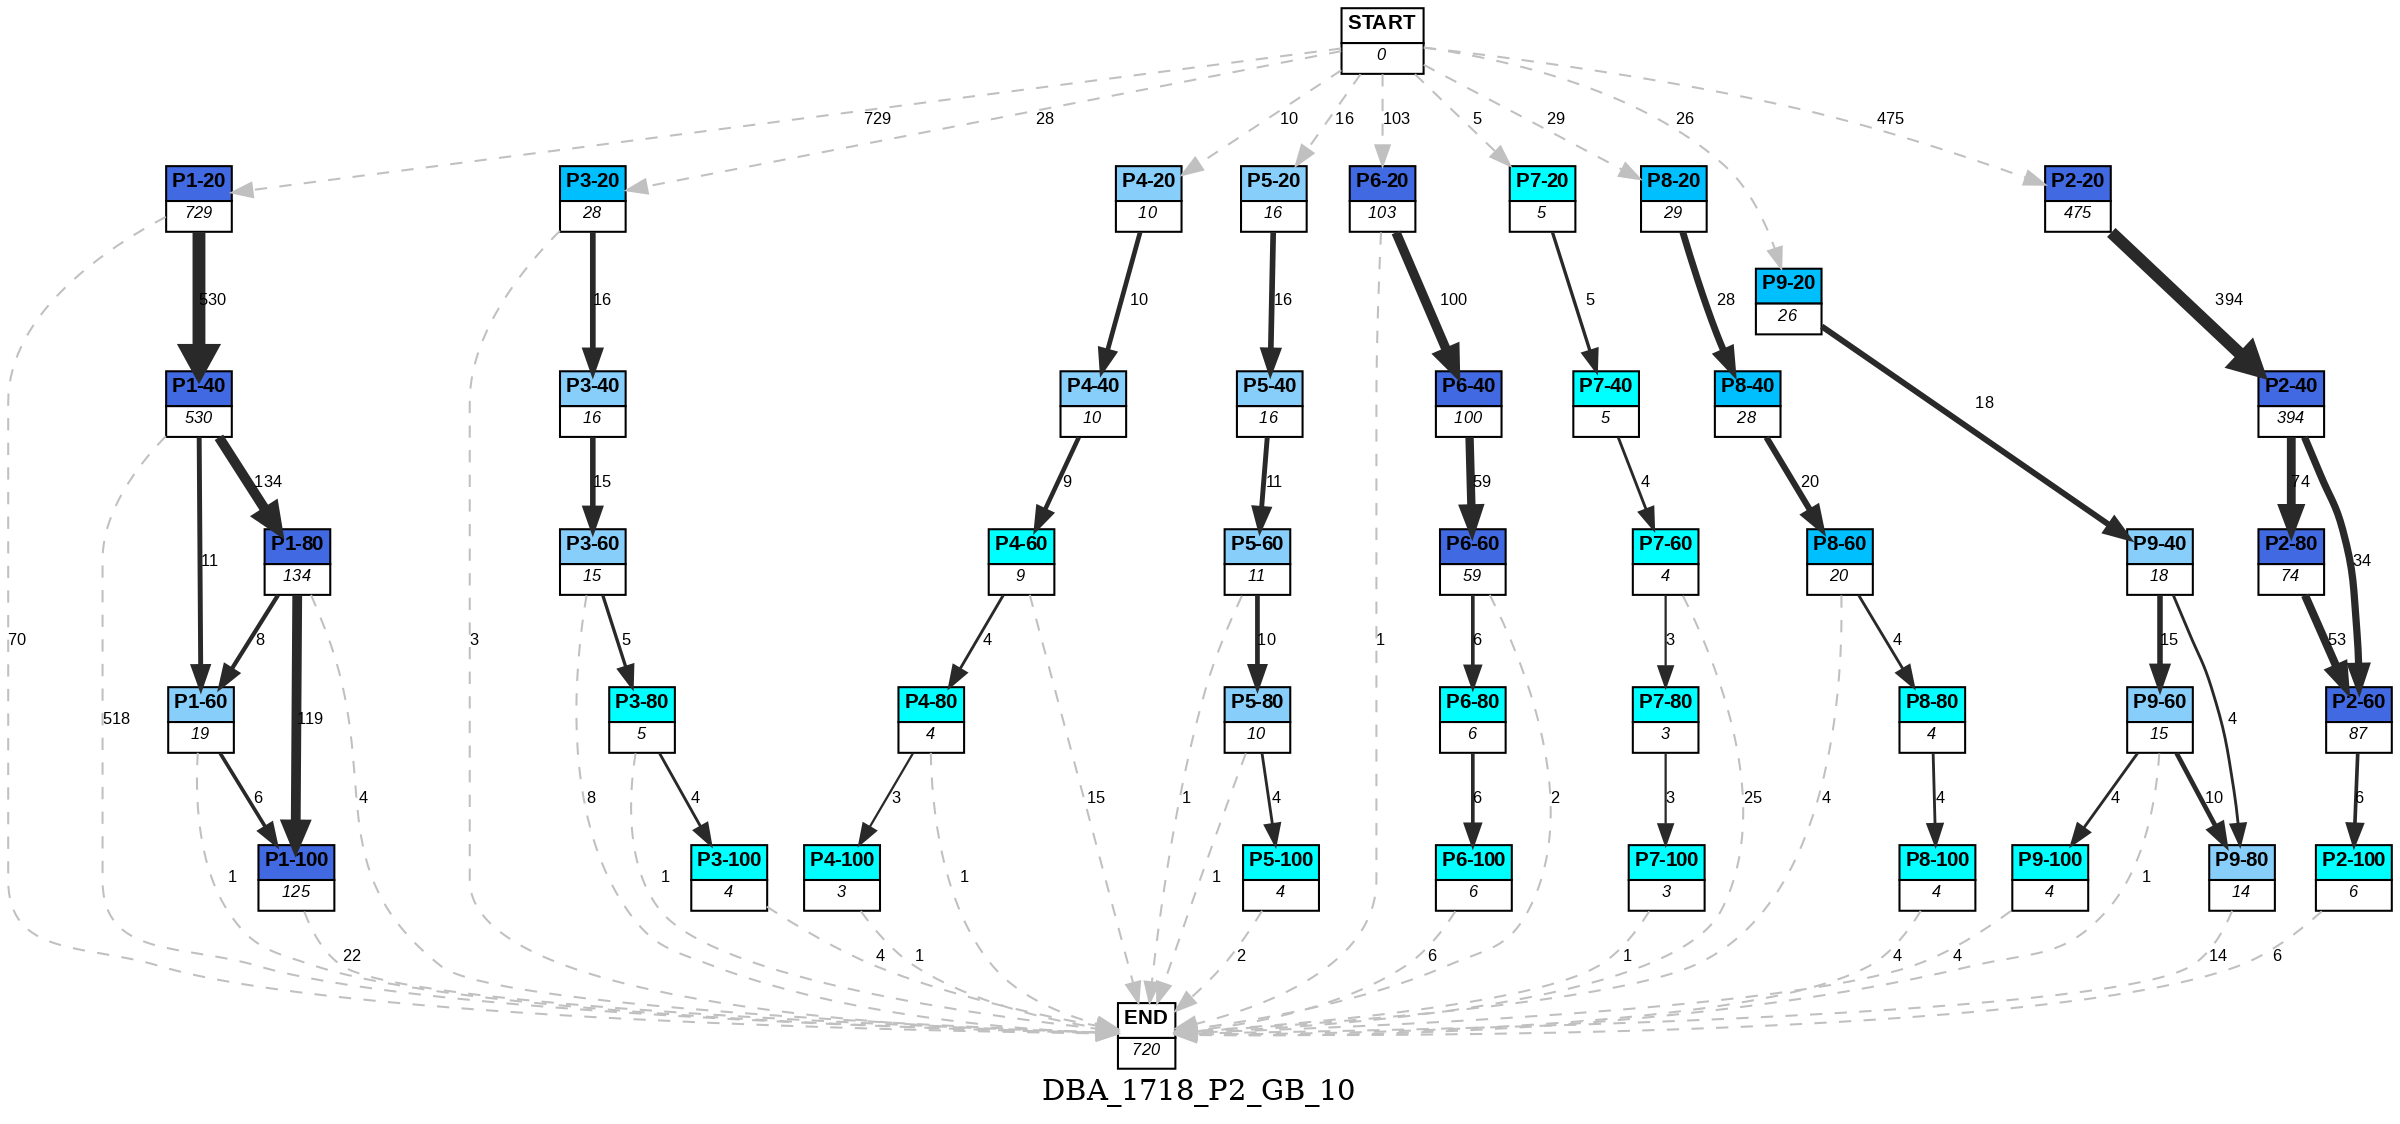 START
0
729
28
10
16
103
5
29
26
475
P1-20
729
P3-20
28
P4-20
10
P5-20
16
P6-20
103
P7-20
5
P8-20
29
P2-20
475
P9-20
26
530
16
10
16
100
5
28
394
18
P1-40
530
P3-40
16
P4-40
10
P5-40
16
P6-40
100
P7-40
5
P8-40
28
P2-40
394
134
15
9
11
59
4
20
74
11
34
P1-80
134
P3-60
15
P4-60
9
P5-60
11
P6-60
59
P7-60
4
P8-60
20
P9-40
18
P2-80
74
70
8
3
5
4
10
1
6
3
4
15
53
P1-60
19
518
119
P3-80
5
P4-80
4
P5-80
10
P6-80
6
P7-80
3
P8-80
4
P9-60
15
4
P2-60
87
6
4
8
4
3
15
1
4
6
2
3
25
4
4
4
10
6
1
P1-100
125
1
P3-100
4
P4-100
3
1
1
P5-100
4
P6-100
6
P7-100
3
P8-100
4
P9-100
4
1
P9-80
14
P2-100
6
22
4
1
2
6
1
4
4
14
6
END
720
DBA_1718_P2_GB_10